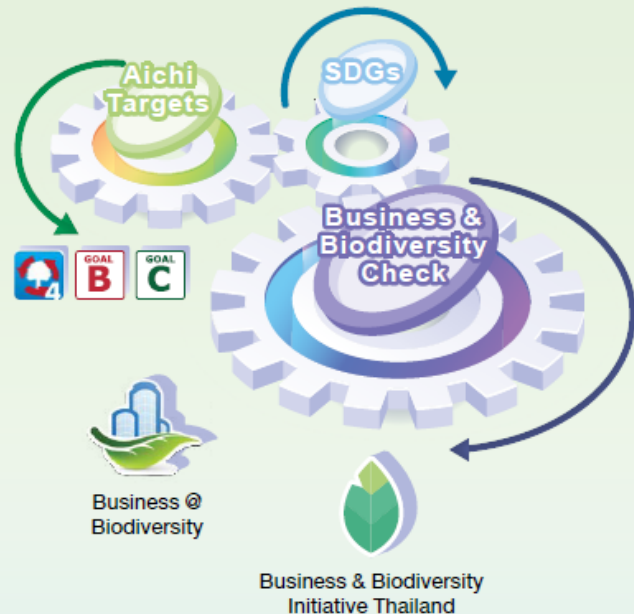 Aichi
Targets
SDGs
Business &
Biodiversity
Check
4
GOAL
B
GOAL
C
Business @
Biodiversity
Business & Biodiversity
Initiative Thailand